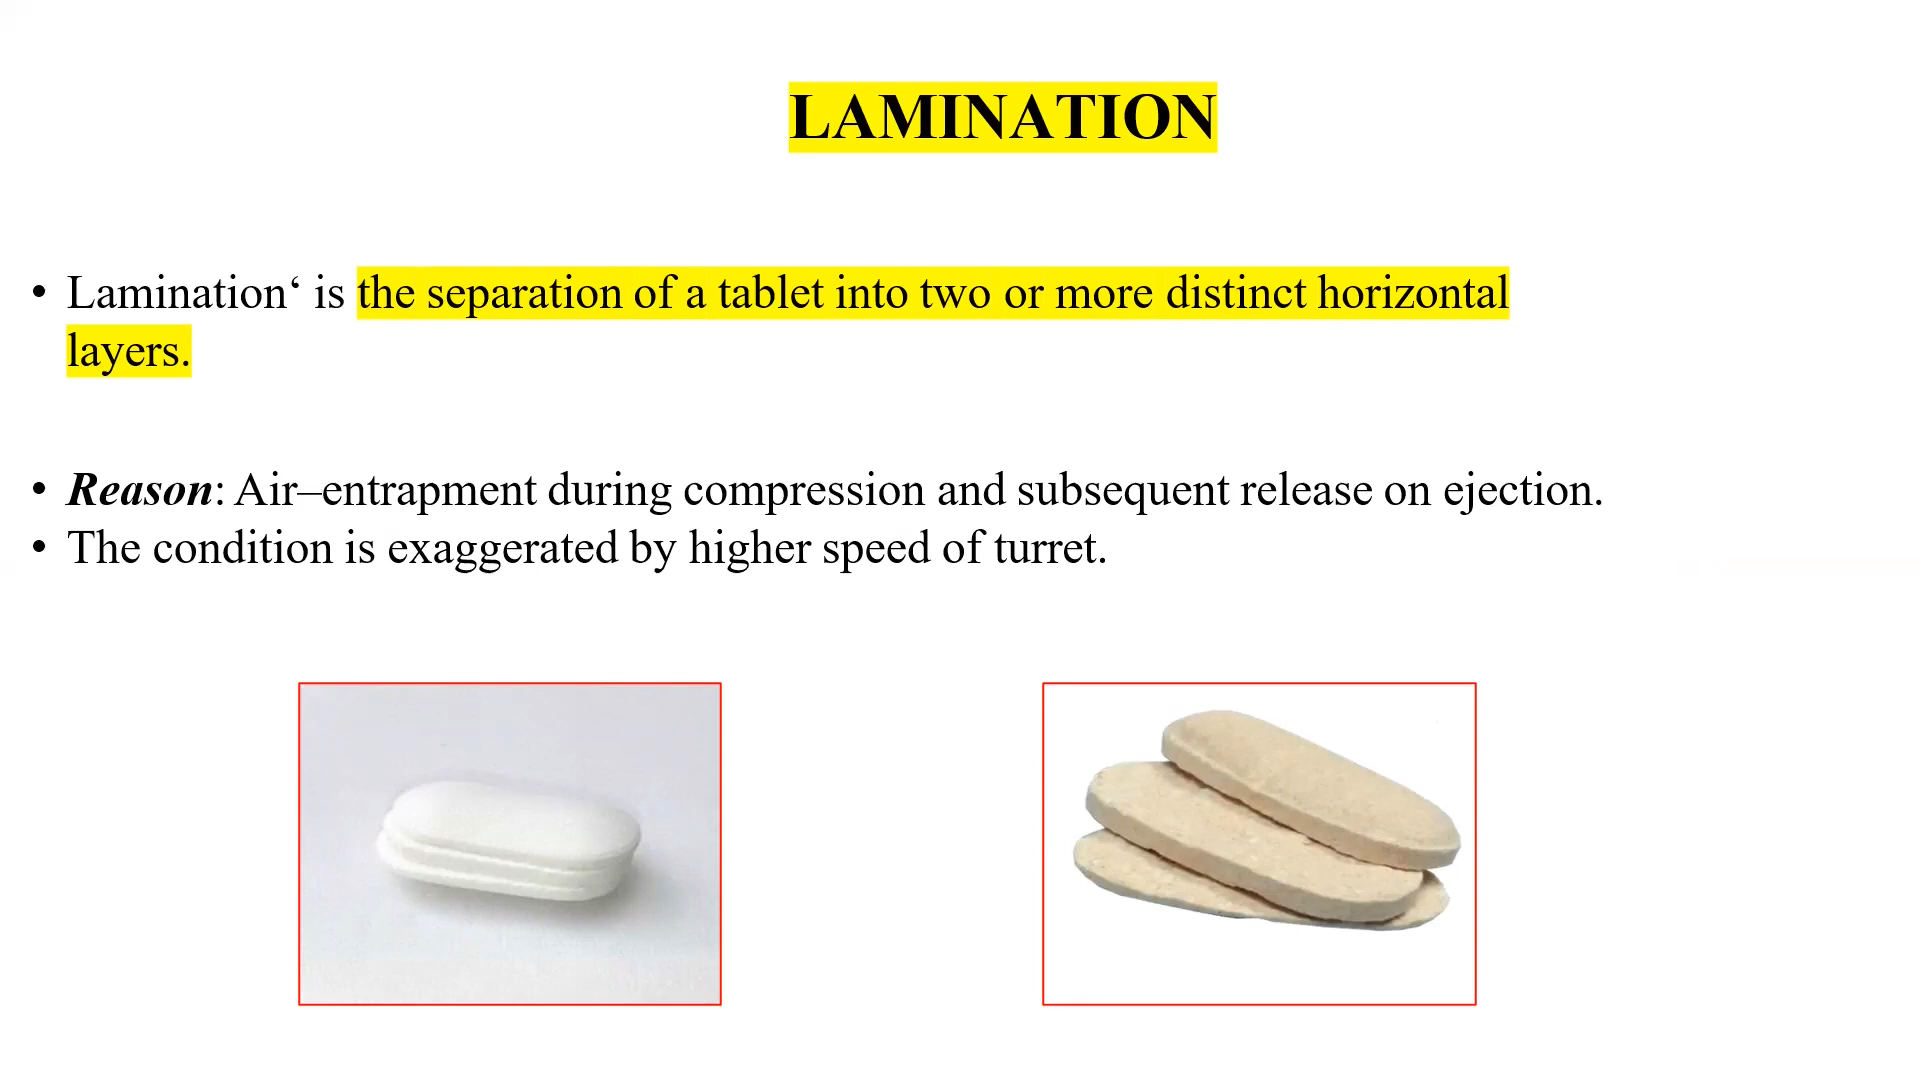 LAMINATION
• Lamination‘ is the separation of a tablet into two or more distinct horizontal
layers.
• Reason: Air–entrapment during compression and subsequent release on ejection.
• The condition is exaggerated by higher speed of turret.